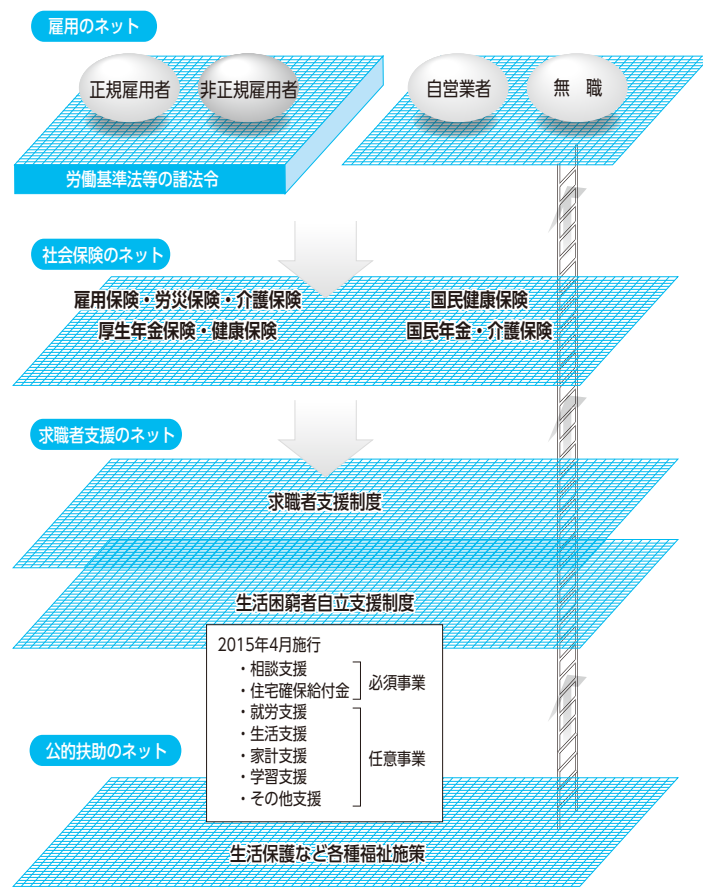 雇用のネット
正規雇用者
非正規雇用者
自営業者
無 職
労働基準法等の諸法令
社会保険のネット
雇用保険・労災保険・介護保険
厚生年金保険・健康保険
国民健康保険
国民年金・介護保険
求職者支援のネット
求職者支援制度
生活困窮者自立支援制度
2015年4月施行
・相談支援
・住宅確保給付金
必須事業
・就労支援
・生活支援
・家計支援
・学習支援
・その他支援
任意事業
公的扶助のネット
生活保護など各種福祉施策